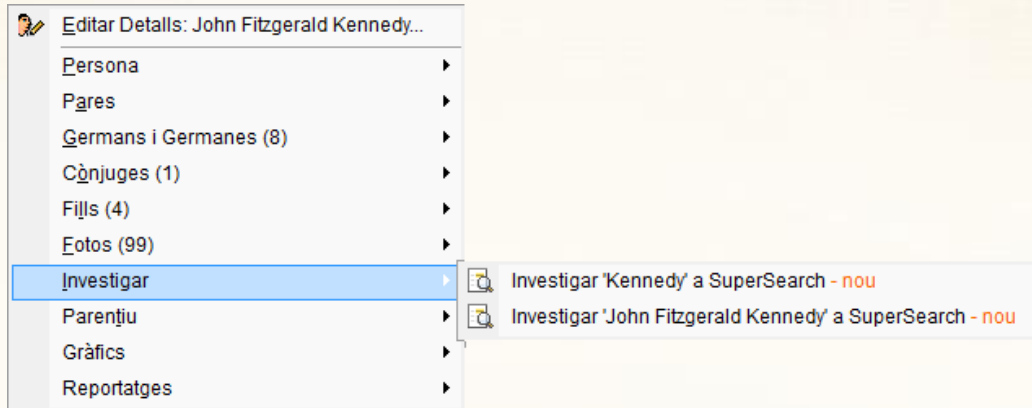 Editar Detalls: John Fitzgerald Kennedy...
Persona
Pares
Germans i Germanes (8)
Cònjuges (1)
Fills (4)
Fotos (99)
Investigar
Investigar 'Kennedy' a SuperSearch - nou
Parentiu
Investigar 'John Fitzgerald Kennedy' a SuperSearch - nou
Gràfics
Reportatges